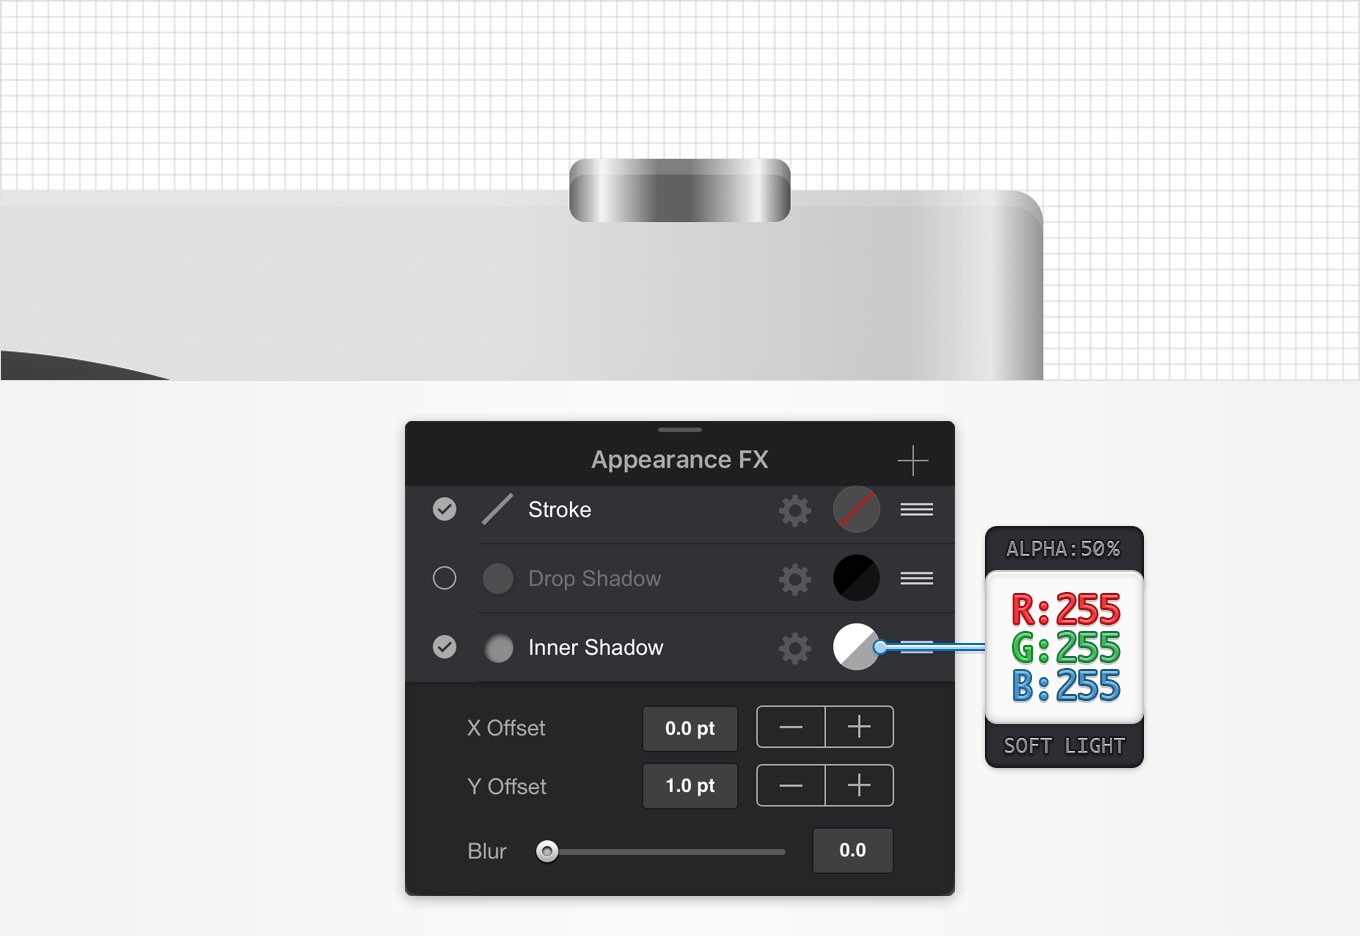 Appearance FX
Stroke
Drop Shadow
Inner Shadow
X Offset 0.0 pt
Y Offset 1.0 pt
Blur 0.0
ALPHA:50%
R:255
G:255
B:255
SOFT LIGHT